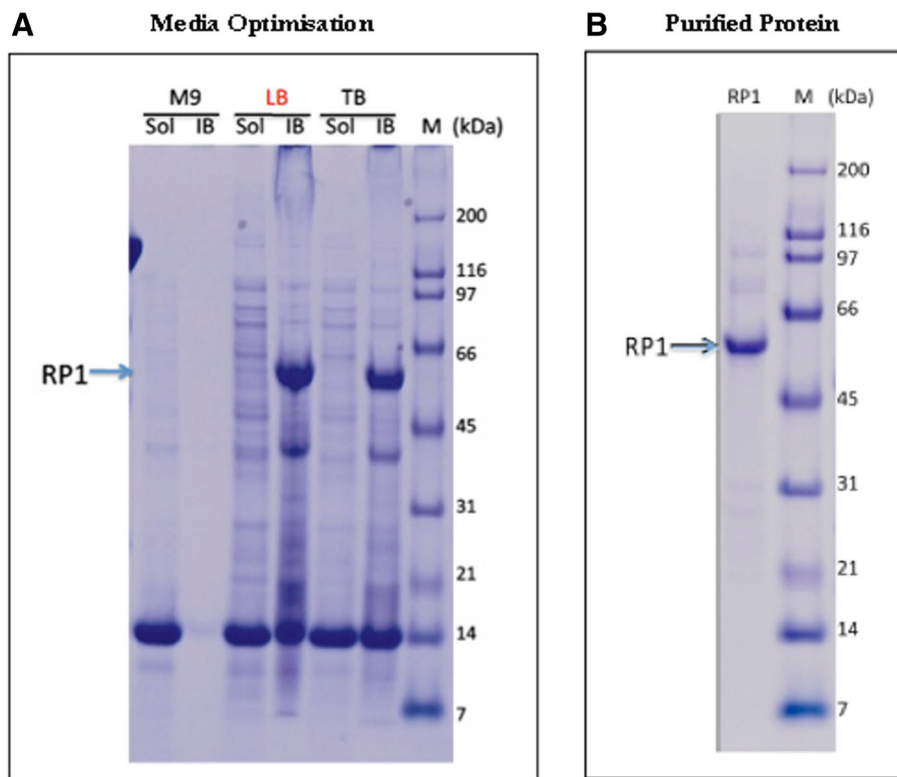 A Media Optimisation
M9 LB TB
Sol IB Sol IB Sol IB M (kDa)
200
116
97
66
RP1
45
31
21
14
7
B Purified Protein
RP1 M (kDa)
200
116
97
66
RP1
45
31
21
14
7